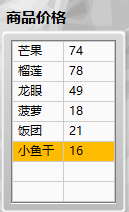 商品价格
芒果 74
榴莲 78
龙眼 49
菠萝 18
饭团 21
小鱼干 16